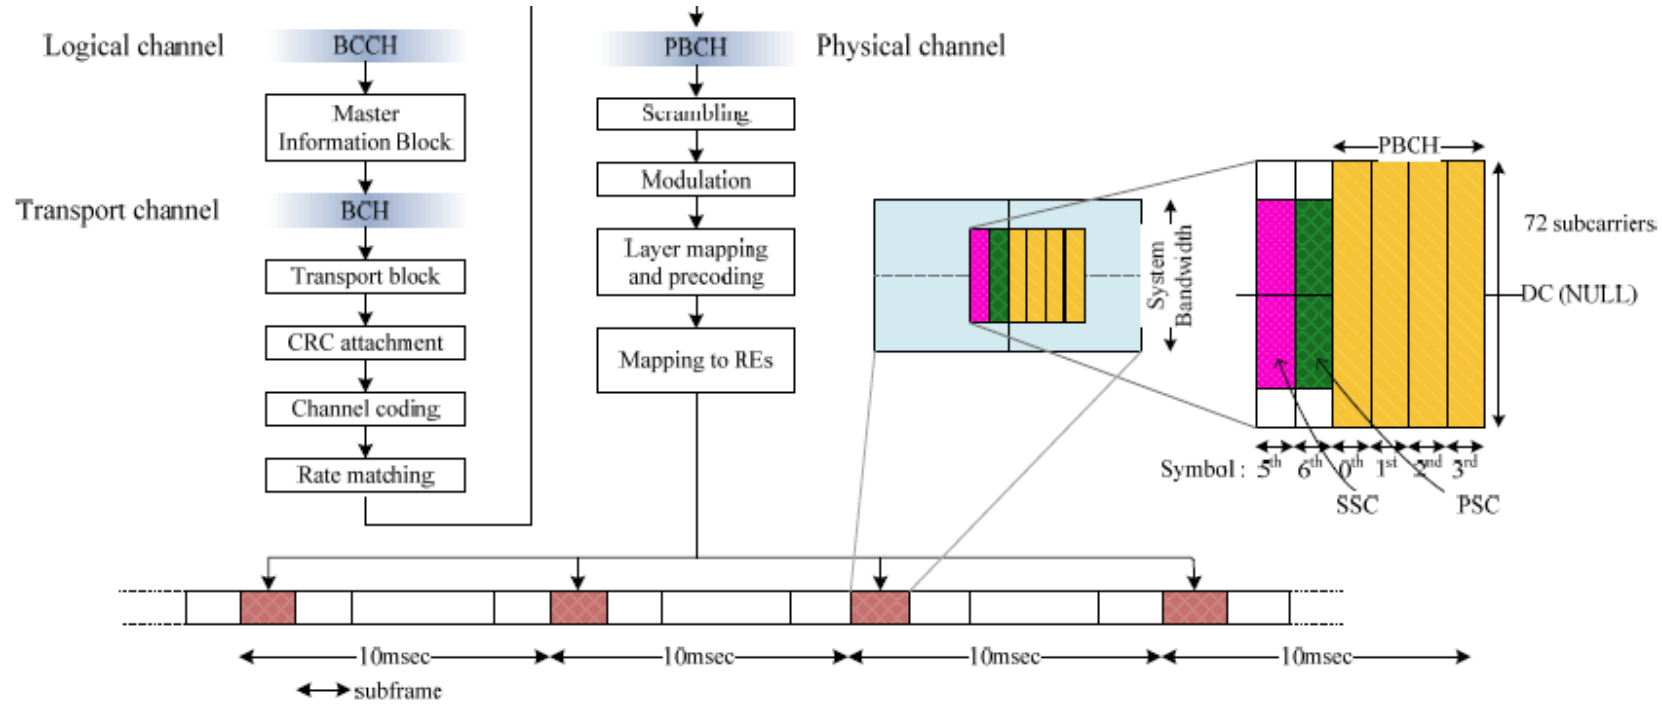 Logical channel
BCCH
Master
Information Block
Transport channel
BCH
Transport block
CRC attachment
Channel coding
Rate matching
PBCH
Physical channel
Scrambling
Modulation
Layer mapping
and precoding
Mapping to REs
System
Bandwidth
PBCH
72 subcarriers
DC (NULL)
Symbol : 5th 6th 0th 1st 2nd 3rd
SSC
PSC
10msec
10msec
10msec
10msec
subframe